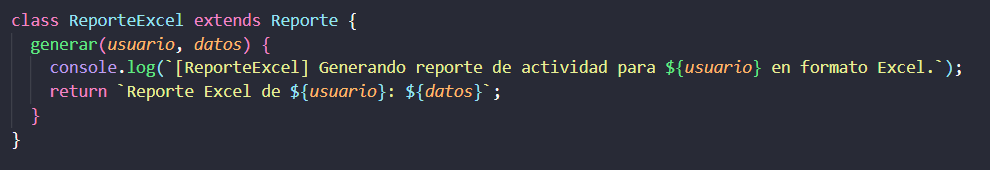 class ReporteExcel extends Reporte {
  generar(usuario, datos) {
    console.log(`[ReporteExcel] Generando reporte de actividad para ${usuario} en formato Excel.`);
    return `Reporte Excel de ${usuario}: ${datos}`;
  }
}